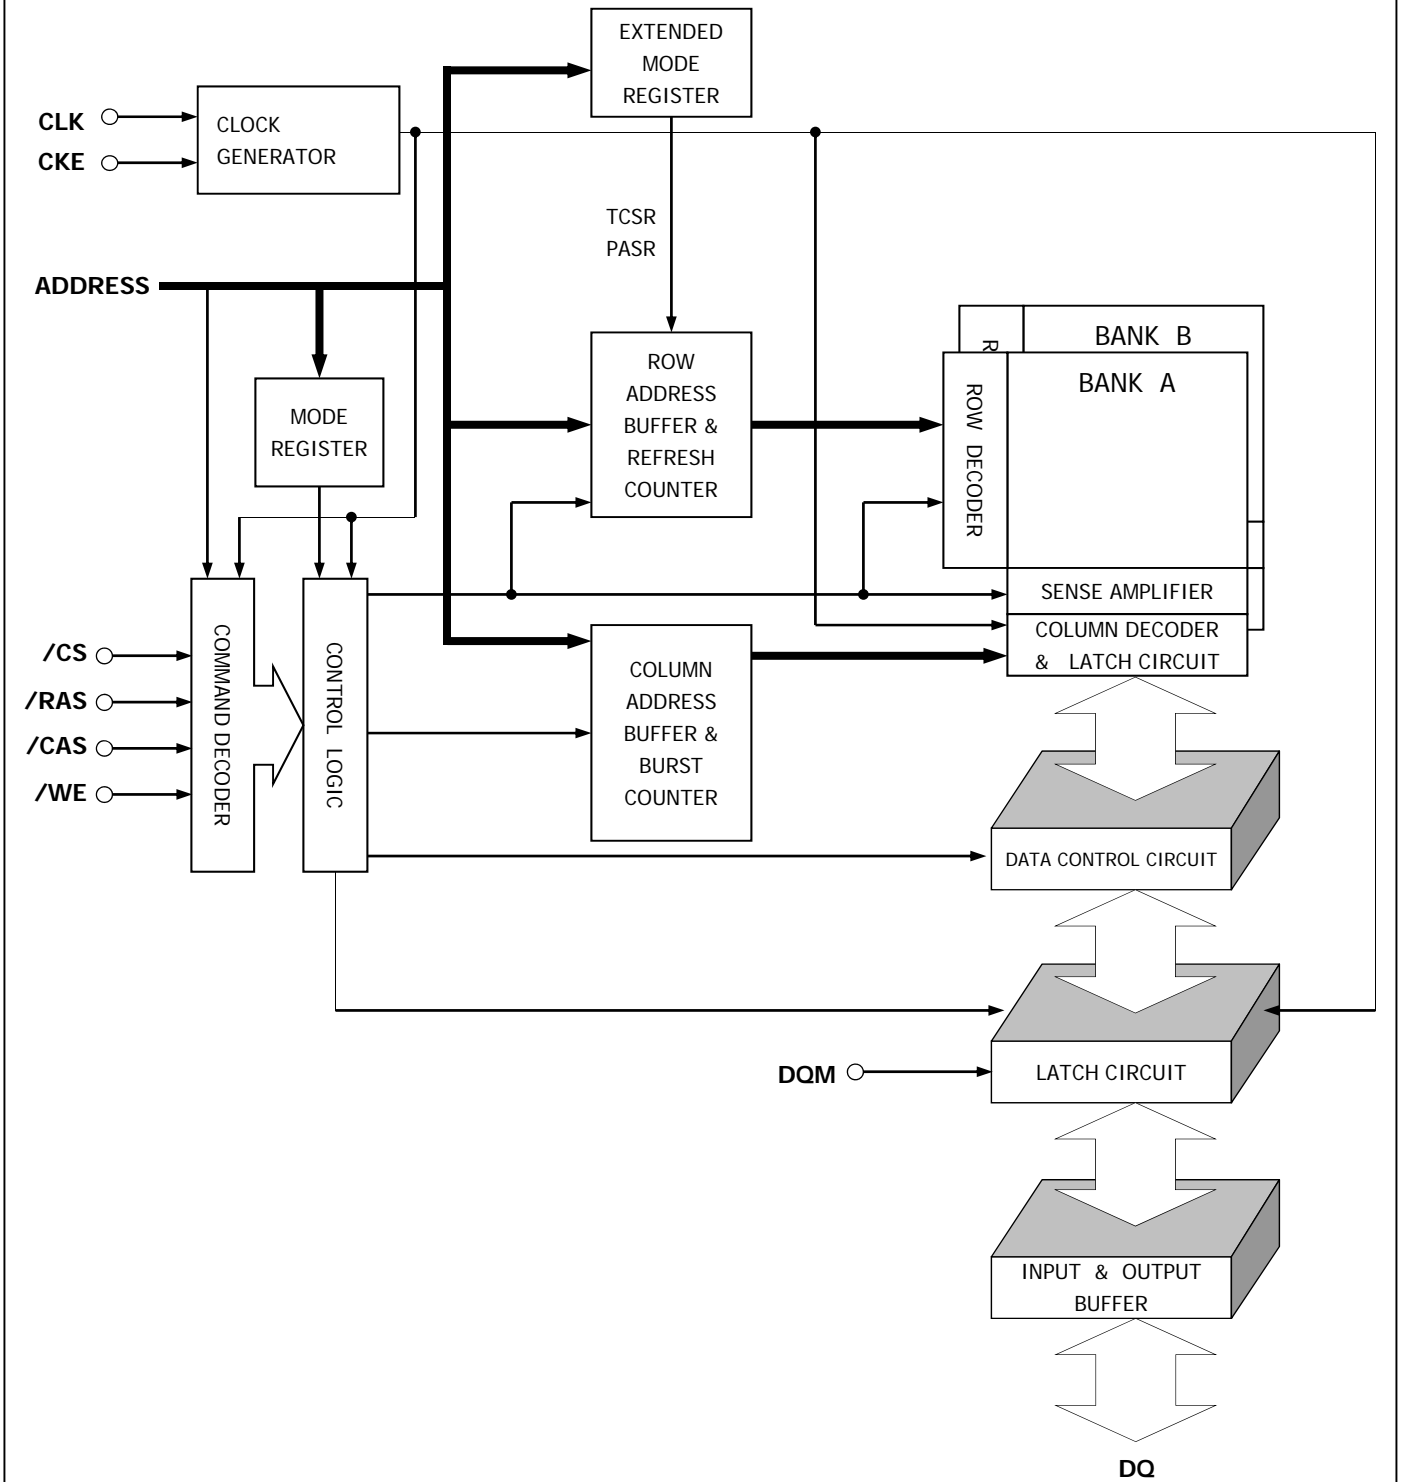 EXTENDED
MODE
REGISTER
CLK
CKE
CLOCK
GENERATOR
TCSR
PASR
ADDRESS
MODE
REGISTER
ROW
ADDRESS
BUFFER &
REFRESH
COUNTER
BANK B
R
BANK A
ROW DECODER
SENSE AMPLIFIER
COLUMN DECODER
& LATCH CIRCUIT
/CS
/RAS
/CAS
/WE
COMMAND DECODER
CONTROL LOGIC
COLUMN
ADDRESS
BUFFER &
BURST
COUNTER
DATA CONTROL CIRCUIT
DQM
LATCH CIRCUIT
INPUT & OUTPUT
BUFFER
DQ